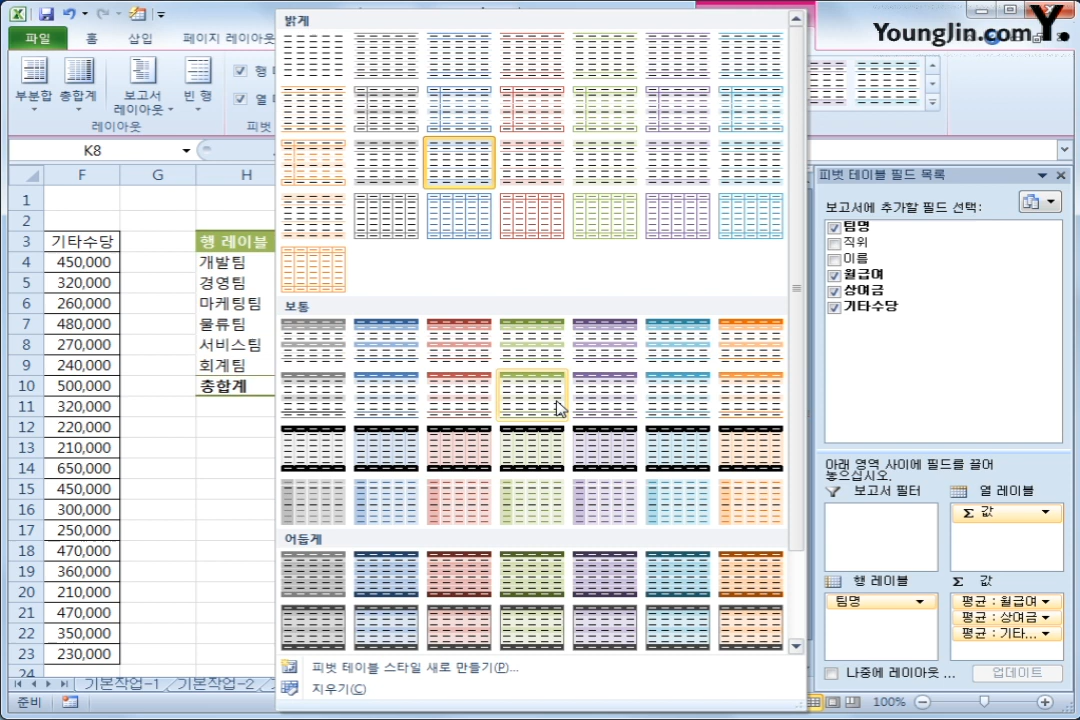 밝게
YoungJin.com Y.
파일 홈 삽입 페이지 레이아웃
부분합 총합계 보고서 레이아웃 빈 행
행
열
레이아웃
피벗
K8
F G H
1
2
3 기타수당 행 레이블
4 450,000 개발팀
5 320,000 경영팀
6 260,000 마케팅팀
7 480,000 물류팀
8 270,000 서비스팀
9 240,000 회계팀
10 500,000 총합계
11 320,000
12 220,000
13 210,000
14 650,000
15 450,000
16 300,000
17 250,000
18 470,000
19 360,000
20 210,000
21 470,000
22 350,000
23 230,000
24
보통
어둡게
피벗 테이블 스타일 새로 만들기(P)...
지우기(C)
피벗 테이블 필드 목록
보고서에 추가할 필드 선택:
팀명
직위
이름
월급여
상여금
기타수당
아래 영역 사이에 필드를 끌어
놓으십시오.
보고서 필터
열 레이블
Σ 값
행 레이블
Σ 값
팀명
평균 : 월급여
평균 : 상여금
평균 : 기타...
나중에 레이아웃 ... 업데이트
기본작업-1 기본작업-2
준비
100%